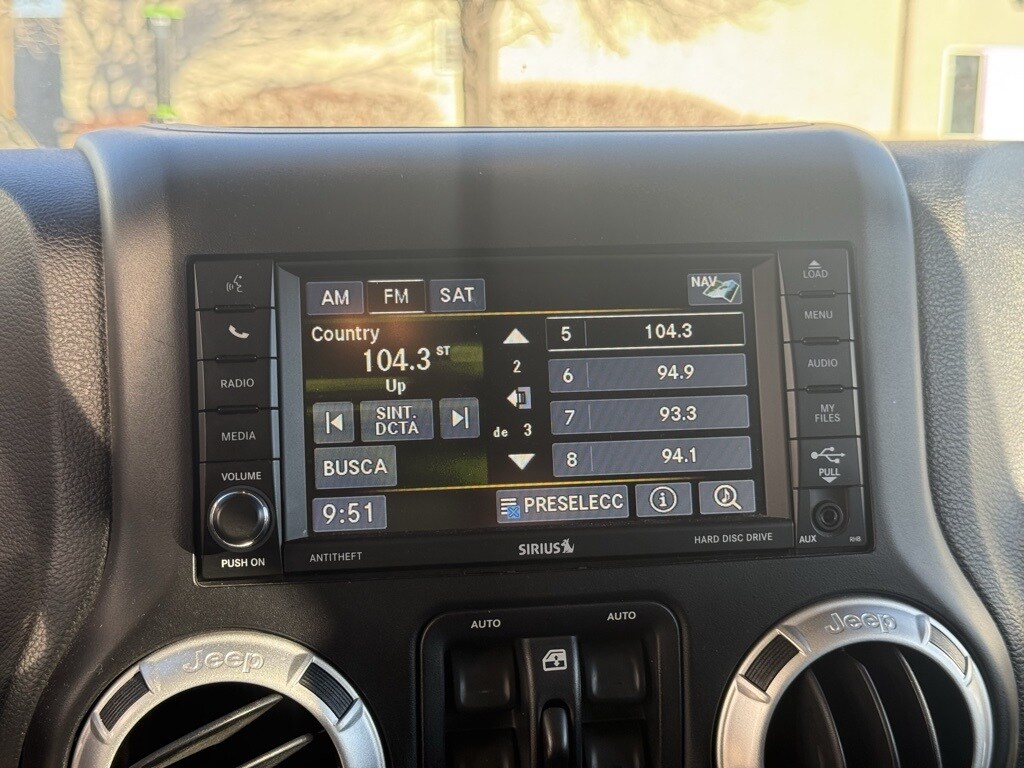 RADIO
MEDIA
VOLUME
PUSH ON
AM FM SAT NAV
Country
104.3 ST
Up
SINT.
DCTA
BUSCA
9:51
2
de 3
5 104.3
6 94.9
7 93.3
8 94.1
PRESELECC
ANTITHEFT
SIRIUS
HARD DISC DRIVE
LOAD
MENU
AUDIO
MY
FILES
PULL
AUX RHR
AUTO AUTO
Jeep
Jeep